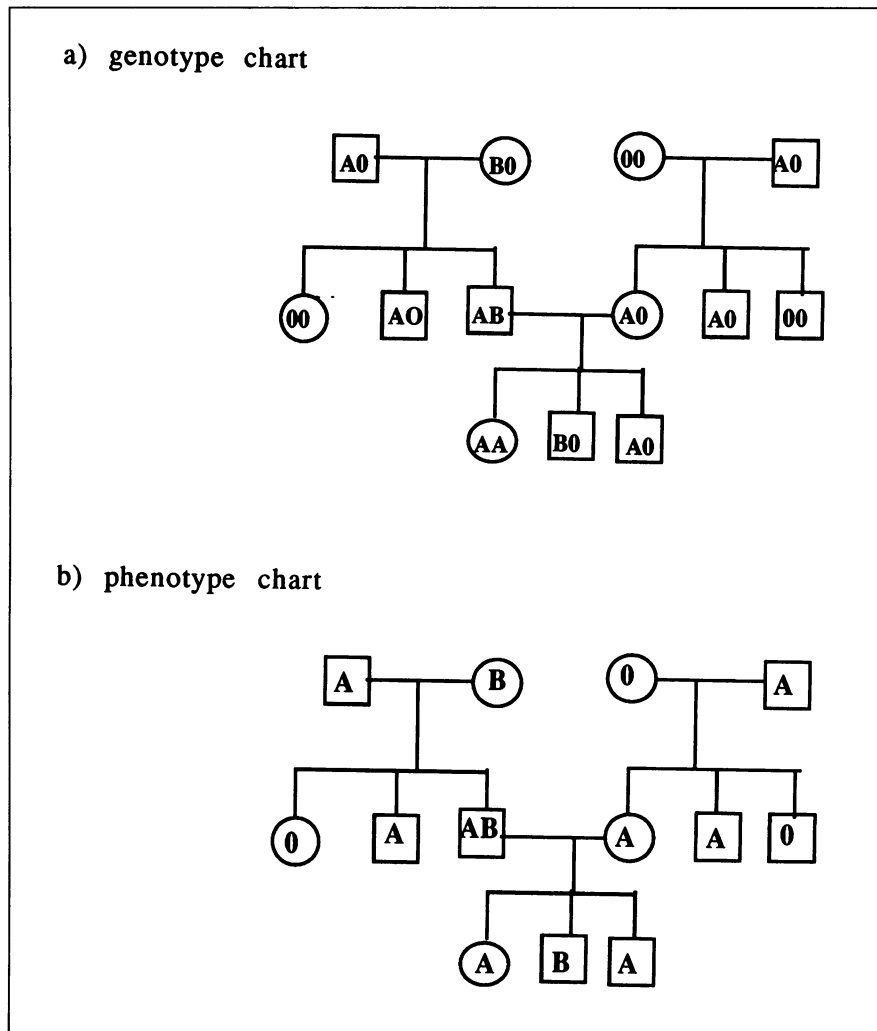 a) genotype chart
A0 B0 00 A0
00 AO AB A0 A0 00
AA B0 A0
b) phenotype chart
A B 0 A
0 A AB A A 0
A B A